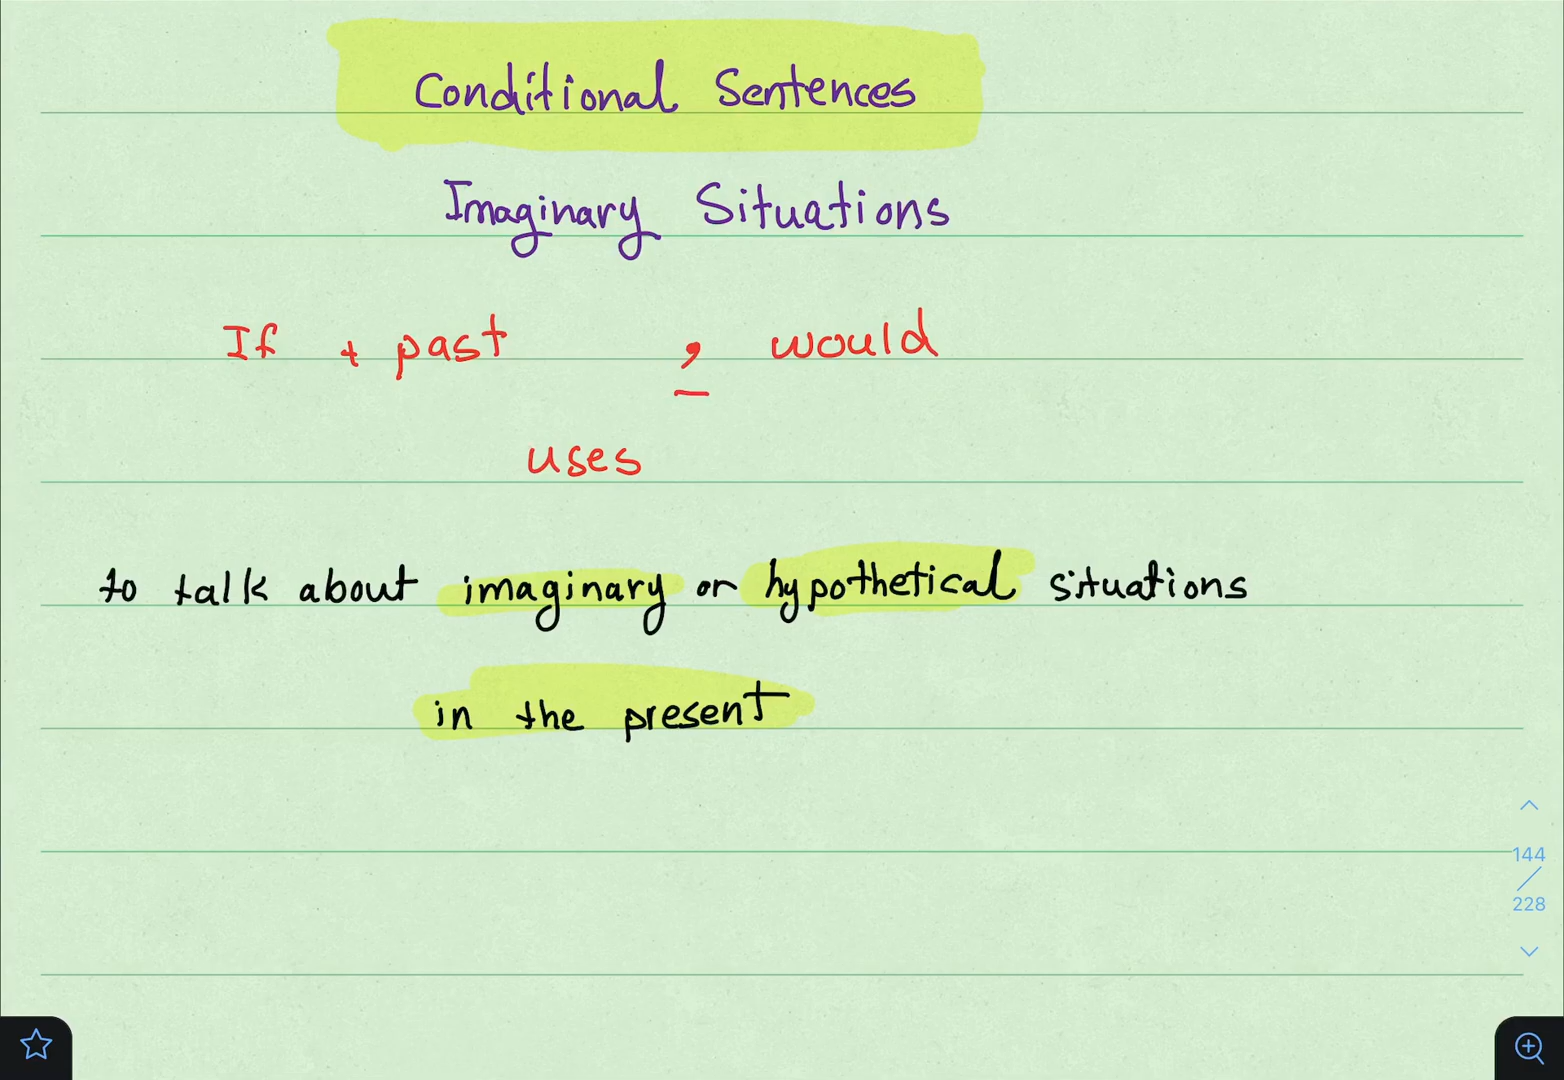 Conditional Sentences
Imaginary Situations
If + past , would
uses
to talk about imaginary or hypothetical situations
in the present
144
/
228